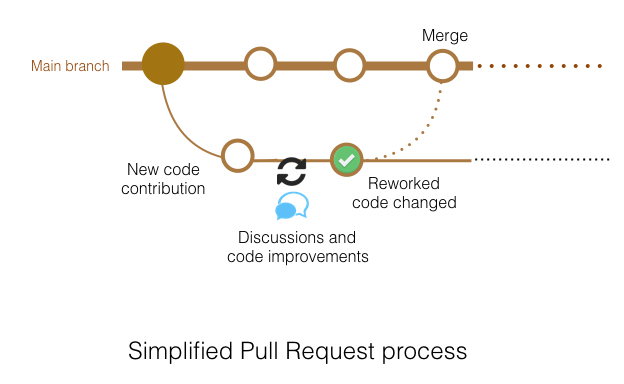 Merge
Main branch
New code
contribution
Reworked
code changed
Discussions and
code improvements
Simplified Pull Request process